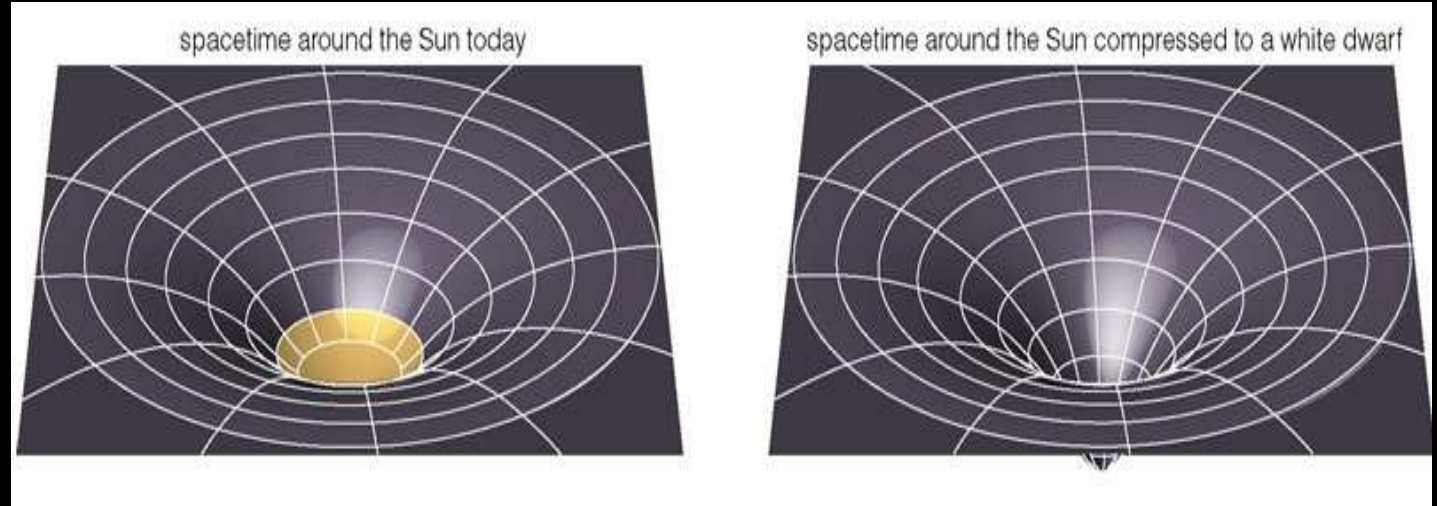 spacetime around the Sun today
spacetime around the Sun compressed to a white dwarf